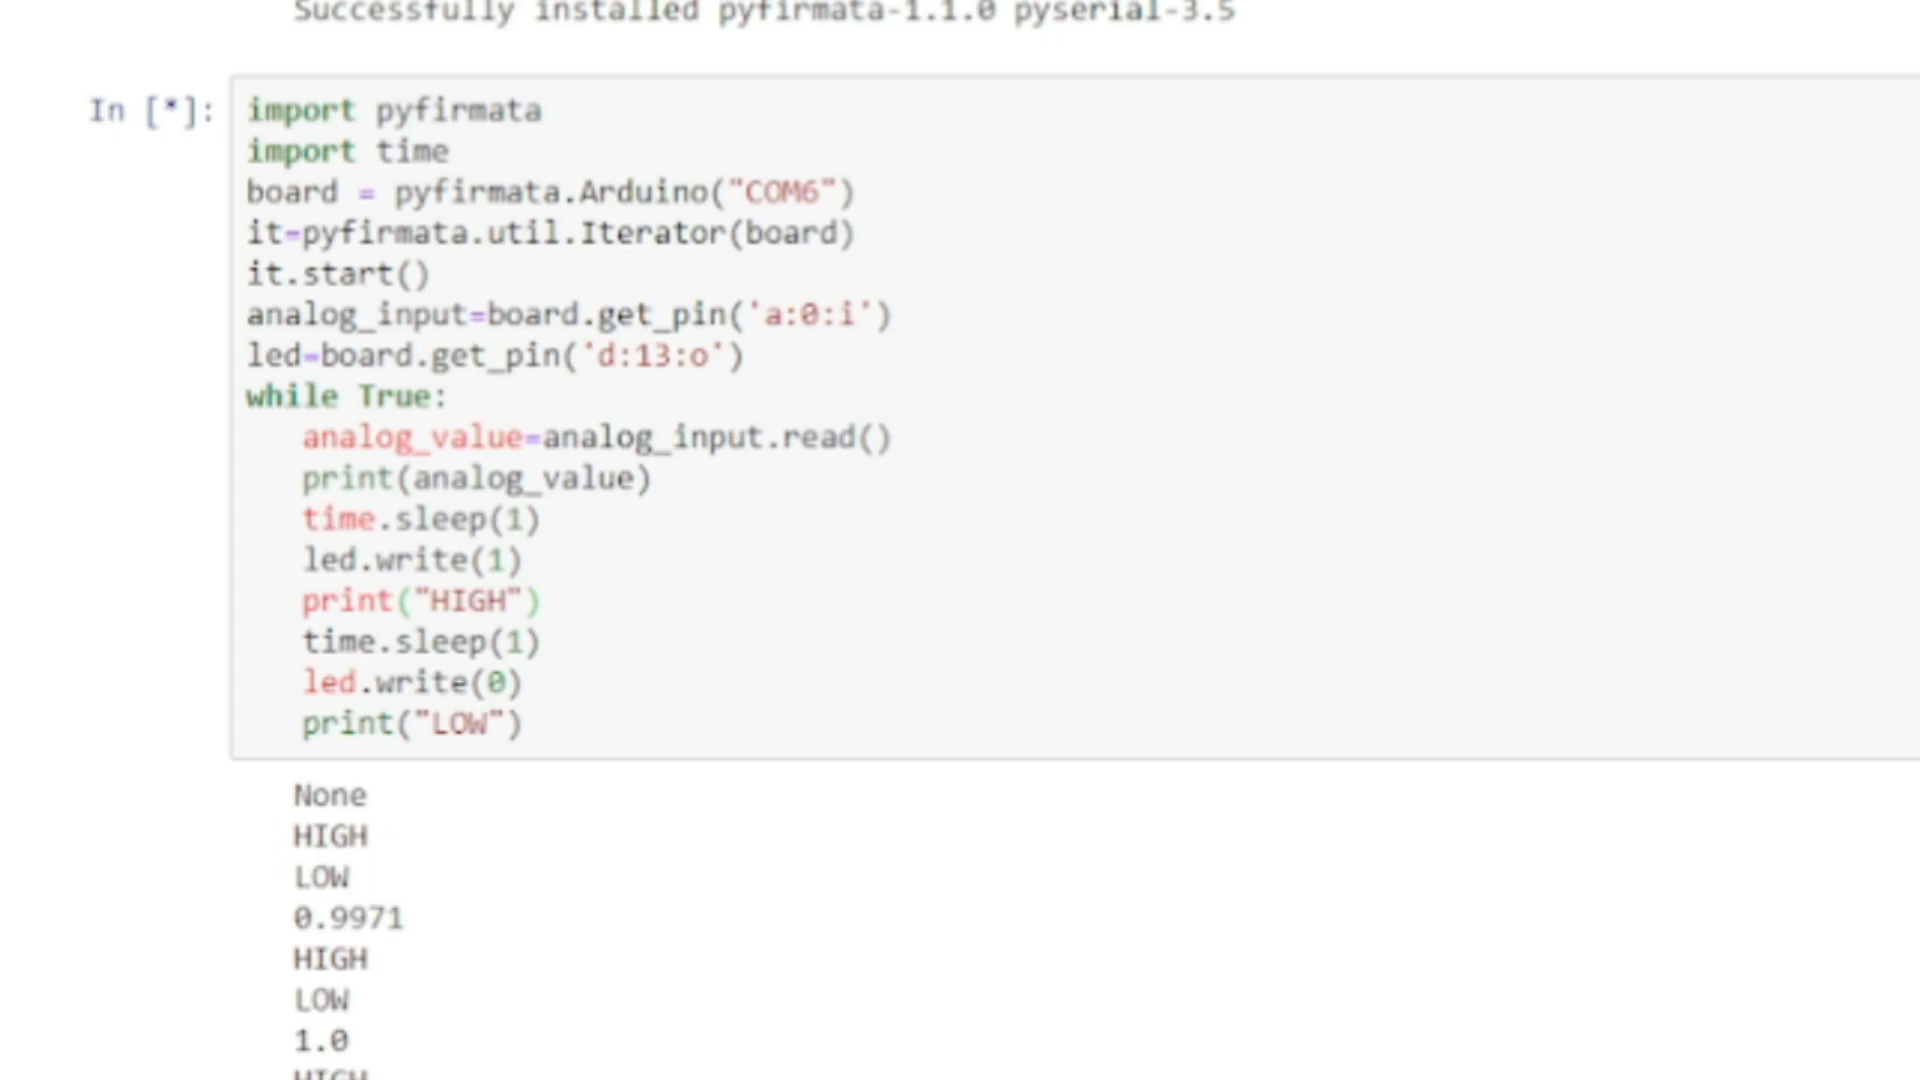 Successfully installed pyfirmata-1.1.0 pyserial-3.5
In [*]:
import pyfirmata
import time
board = pyfirmata.Arduino("COM6")
it=pyfirmata.util.Iterator(board)
it.start()
analog_input=board.get_pin('a:0:i')
led=board.get_pin('d:13:o')
while True:
   analog_value=analog_input.read()
   print(analog_value)
   time.sleep(1)
   led.write(1)
   print("HIGH")
   time.sleep(1)
   led.write(0)
   print("LOW")
None
HIGH
LOW
0.9971
HIGH
LOW
1.0
HIGH